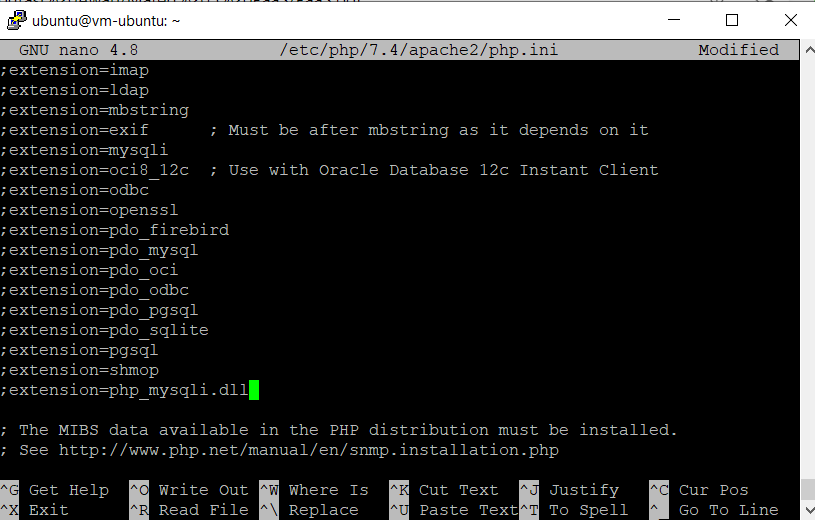 ubuntu@vm-ubuntu: ~
GNU nano 4.8 /etc/php/7.4/apache2/php.ini Modified
;extension=imap
;extension=ldap
;extension=mbstring
;extension=exif ; Must be after mbstring as it depends on it
;extension=mysqli
;extension=oci8_12c ; Use with Oracle Database 12c Instant Client
;extension=odbc
;extension=openssl
;extension=pdo_firebird
;extension=pdo_mysql
;extension=pdo_oci
;extension=pdo_odbc
;extension=pdo_pgsql
;extension=pdo_sqlite
;extension=pgsql
;extension=shmop
;extension=php_mysqli.dll
; The MIBS data available in the PHP distribution must be installed.
; See http://www.php.net/manual/en/snmp.installation.php
^G Get Help ^O Write Out ^W Where Is ^K Cut Text ^J Justify ^C Cur Pos
^X Exit ^R Read File ^\ Replace ^U Paste Text ^T To Spell ^_ Go To Line